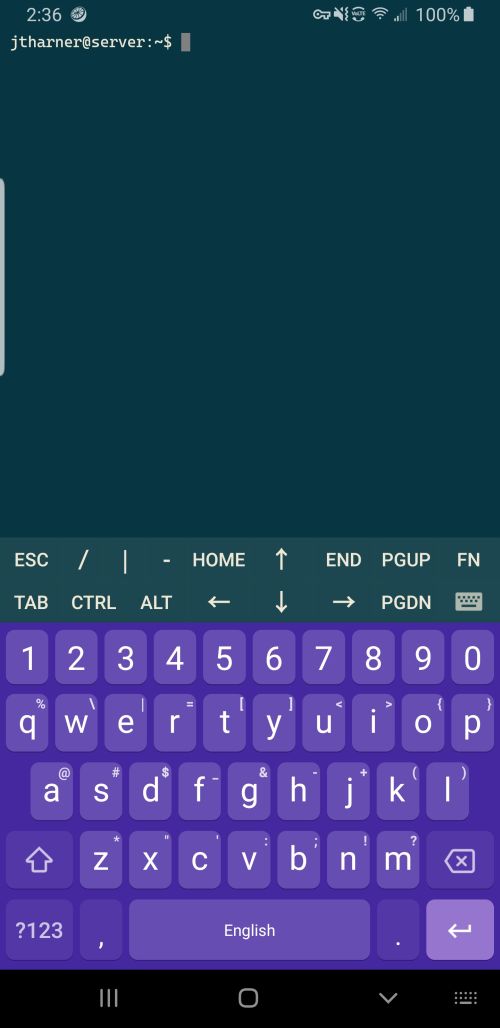 2:36 100%
jtharner@server:~$
ESC / | - HOME ↑ END PGUP FN
TAB CTRL ALT ← ↓ → PGDN
1 2 3 4 5 6 7 8 9 0
% \ | = [ ] < > { }
q w e r t y u i o p
@ # $ _ & - + ( )
a s d f g h j k l
* " ' : ; ! ?
z x c v b n m
?123 , English .